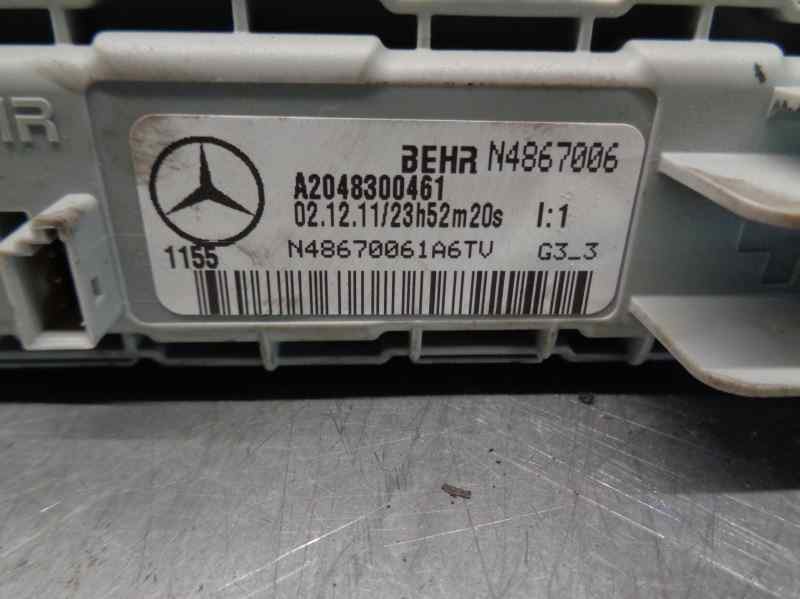 BEHR N4867006
A2048300461
02.12.11/23h52m20s I:1
1155 N48670061A6TV G3_3